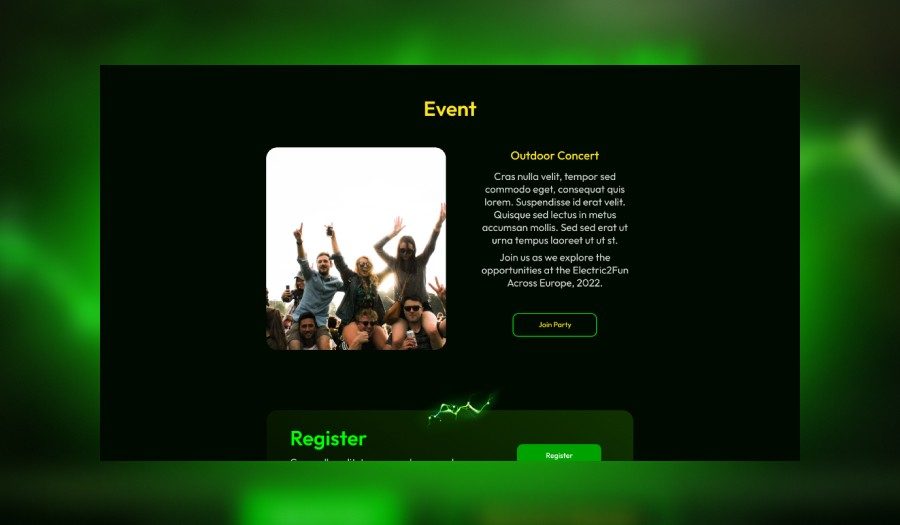 Event
Outdoor Concert
Cras nulla velit, tempor sed
commodo eget, consequat quis
lorem. Suspendisse id erat velit.
Quisque sed lectus in metus
accumsan mollis. Sed sed erat ut
urna tempus laoreet ut ut st.
Join us as we explore the
opportunities at the Electric2Fun
Across Europe, 2022.
Join Party
Register
Register